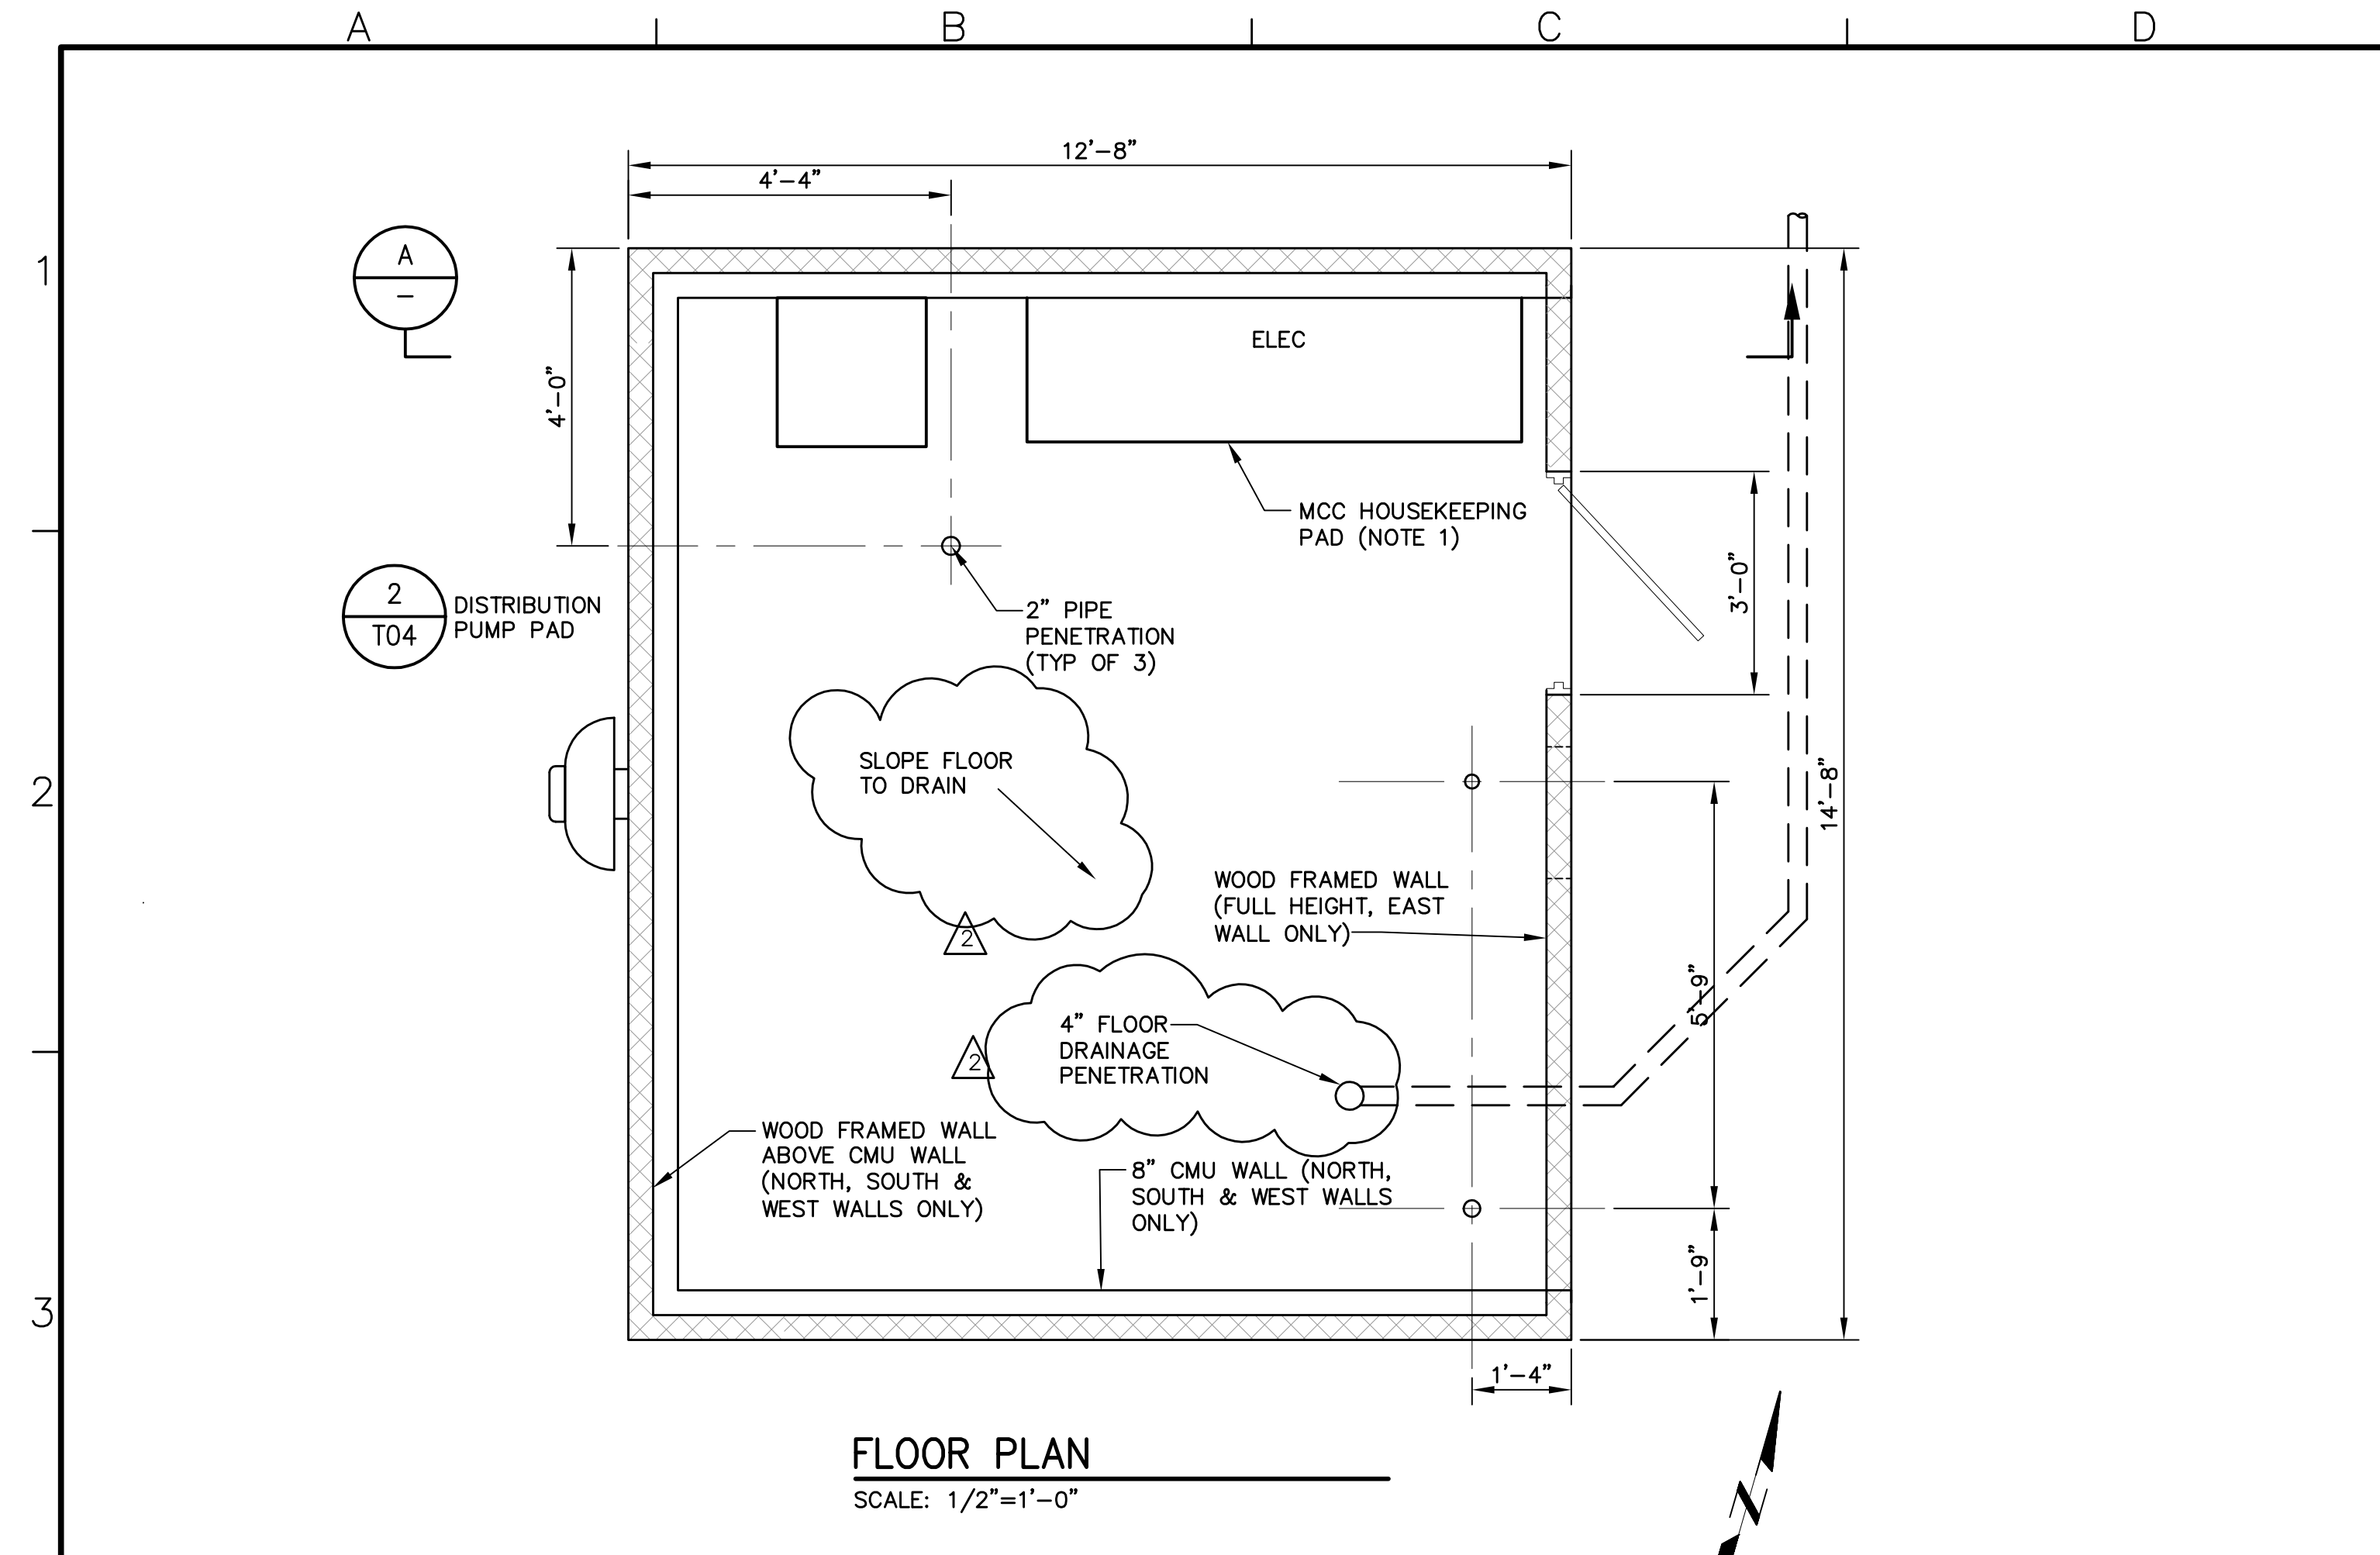 A B C D
12'-8"
4'-4"
A
-
1
ELEC
4'-0"
MCC HOUSEKEEPING
PAD (NOTE 1)
3'-0"
2
T04
DISTRIBUTION
PUMP PAD
2" PIPE
PENETRATION
(TYP OF 3)
SLOPE FLOOR
TO DRAIN
2
14'-8"
WOOD FRAMED WALL
(FULL HEIGHT, EAST
WALL ONLY)
2
5'-9"
4" FLOOR
DRAINAGE
PENETRATION
2
WOOD FRAMED WALL
ABOVE CMU WALL
(NORTH, SOUTH &
WEST WALLS ONLY)
8" CMU WALL (NORTH,
SOUTH & WEST WALLS
ONLY)
1'-9"
3
1'-4"
FLOOR PLAN
SCALE: 1/2"=1'-0"
N